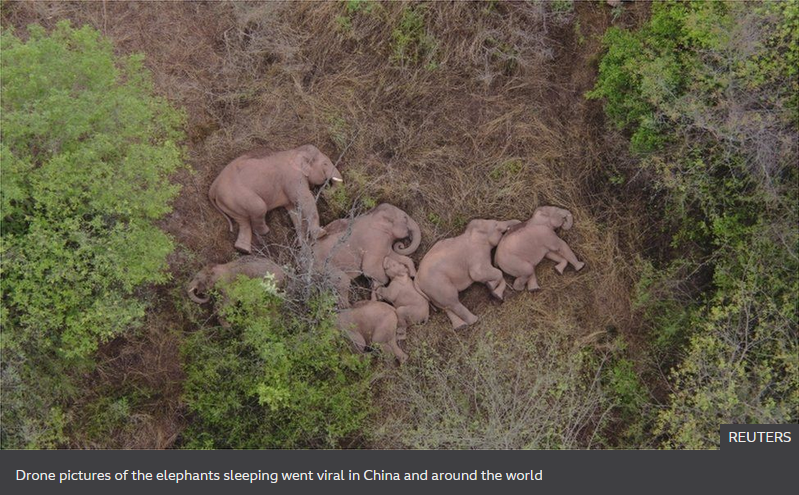 REUTERS
Drone pictures of the elephants sleeping went viral in China and around the world